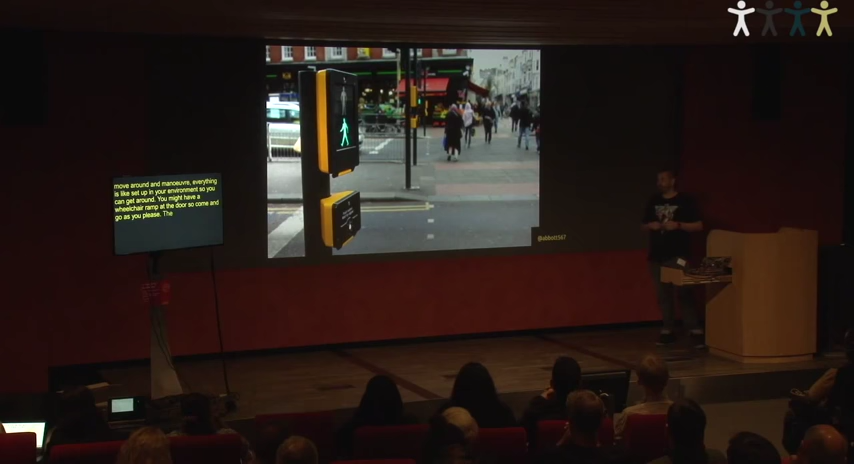 move around and manoeuvre, everything
is like set up in your environment so you
can get around. You might have a
wheelchair ramp at the door so come and
go as you please. The
@abbott567